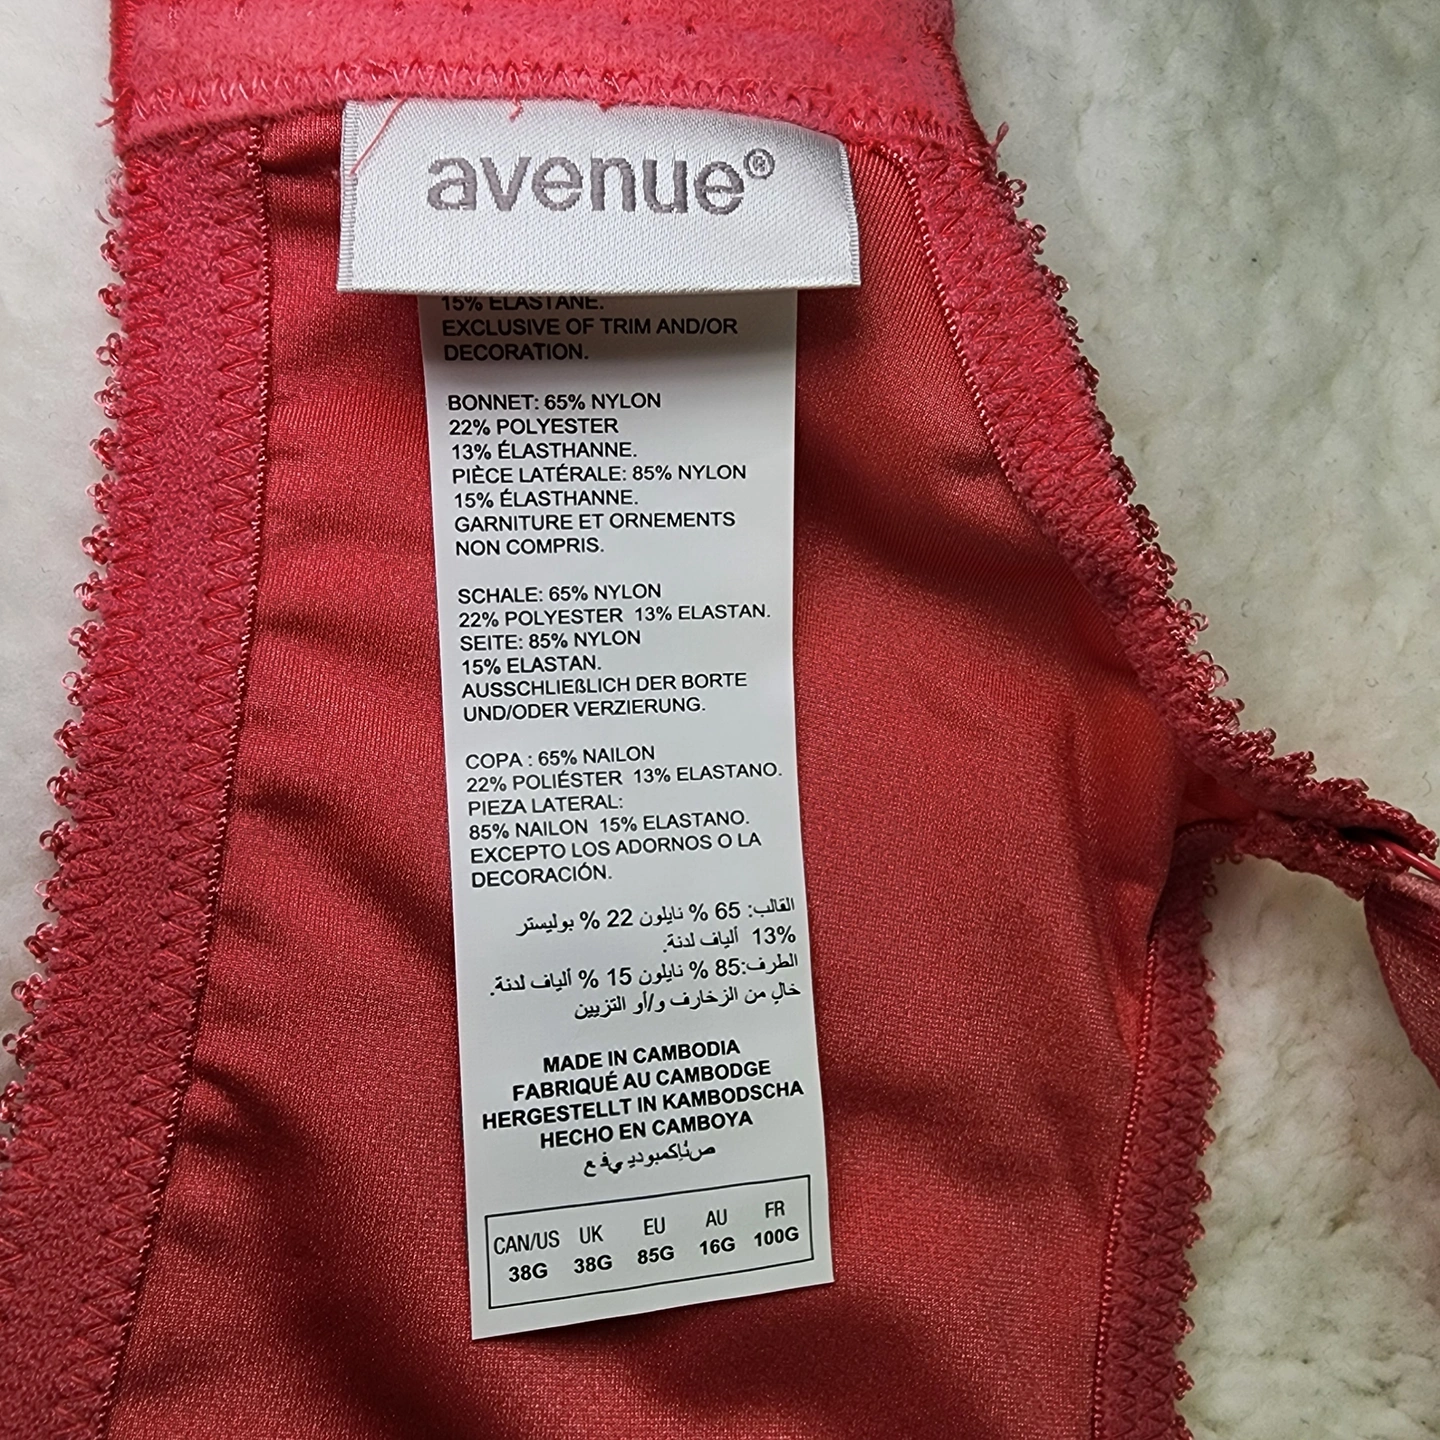 avenue®
15% ELASTANE.
EXCLUSIVE OF TRIM AND/OR
DECORATION.
BONNET: 65% NYLON
22% POLYESTER
13% ÉLASTHANNE.
PIÈCE LATÉRALE: 85% NYLON
15% ÉLASTHANNE.
GARNITURE ET ORNEMENTS
NON COMPRIS.
SCHALE: 65% NYLON
22% POLYESTER 13% ELASTAN.
SEITE: 85% NYLON
15% ELASTAN.
AUSSCHLIEßLICH DER BORTE
UND/ODER VERZIERUNG.
COPA : 65% NAILON
22% POLIÉSTER 13% ELASTANO.
PIEZA LATERAL:
85% NAILON 15% ELASTANO.
EXCEPTO LOS ADORNOS O LA
DECORACIÓN.
القالب: 65 % نايلون 22 % بوليستر
13% ألياف لدنة.
الطرف:85 % نايلون 15 % ألياف لدنة.
خالٍ من الزخارف و/أو التزيين
MADE IN CAMBODIA
FABRIQUÉ AU CAMBODGE
HERGESTELLT IN KAMBODSCHA
HECHO EN CAMBOYA
CAN/US UK EU AU FR
38G 38G 85G 16G 100G